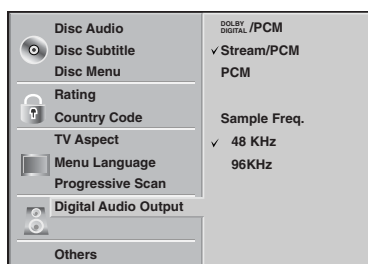 Disc Audio
Disc Subtitle
Disc Menu
Rating
Country Code
TV Aspect
Menu Language
Progressive Scan
Digital Audio Output
Others
DOLBY DIGITAL /PCM
✓ Stream/PCM
PCM
Sample Freq.
✓ 48 KHz
96KHz